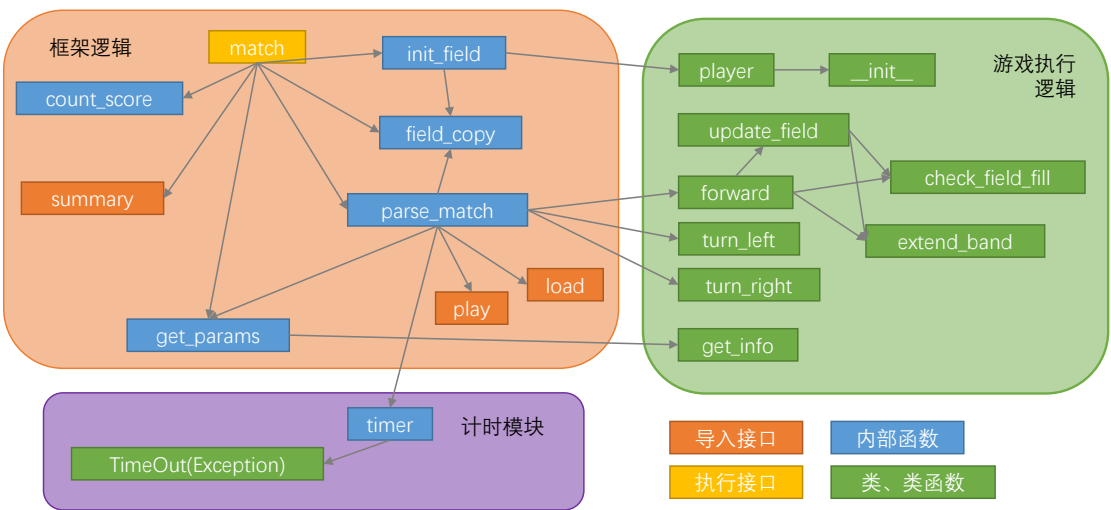 框架逻辑
match
init_field
count_score
field_copy
summary
parse_match
load
play
get_params
player
__init__
游戏执行
逻辑
update_field
check_field_fill
forward
turn_left
extend_band
turn_right
get_info
timer
计时模块
TimeOut(Exception)
导入接口
内部函数
执行接口
类、类函数